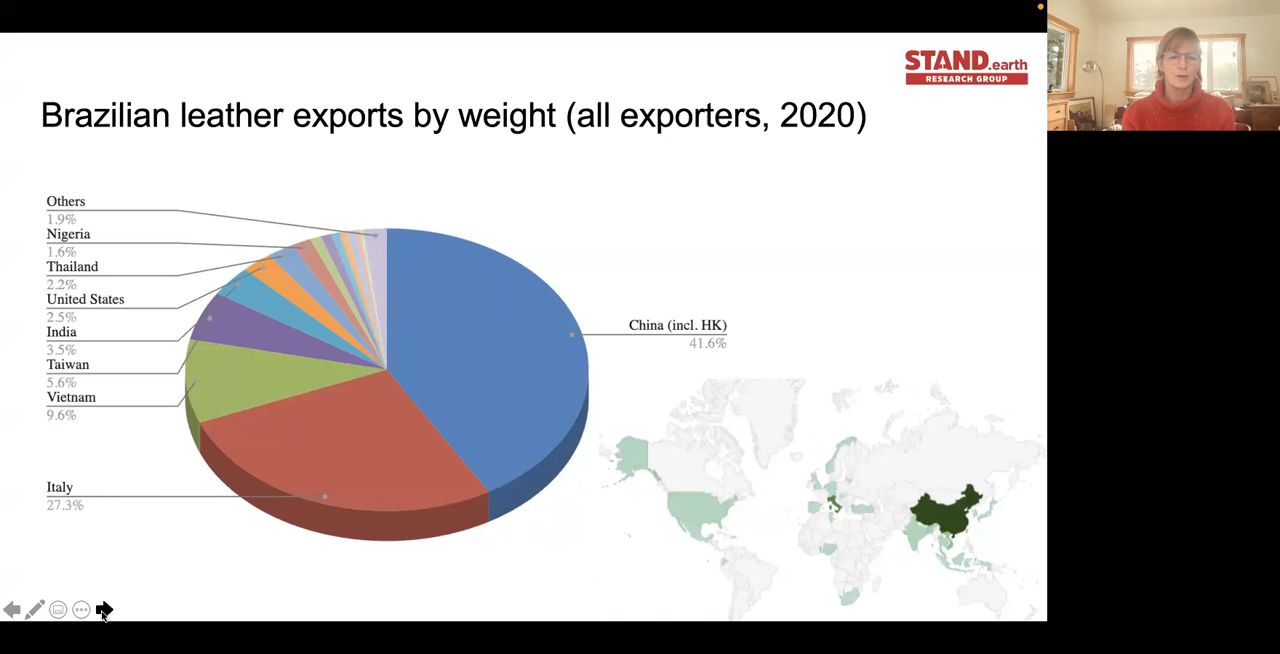 STAND.earth
RESEARCH GROUP
Brazilian leather exports by weight (all exporters, 2020)
Others
1.9%
Nigeria
1.6%
Thailand
2.2%
United States
2.5%
India
3.5%
Taiwan
5.6%
Vietnam
9.6%
Italy
27.3%
China (incl. HK)
41.6%